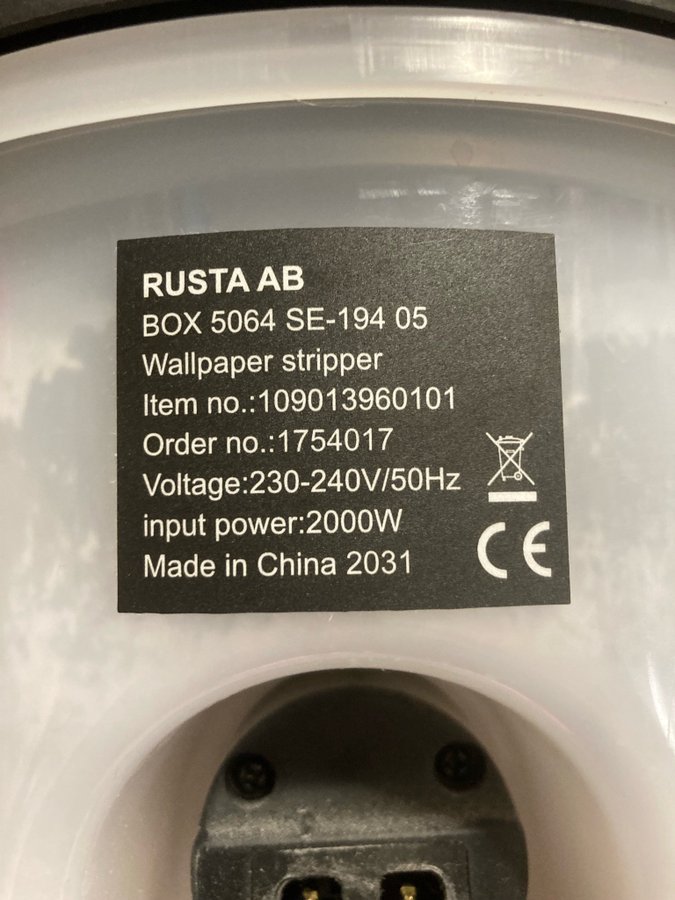 RUSTA AB
BOX 5064 SE-194 05
Wallpaper stripper
Item no.:109013960101
Order no.:1754017
Voltage:230-240V/50Hz
input power:2000W
Made in China 2031
CE